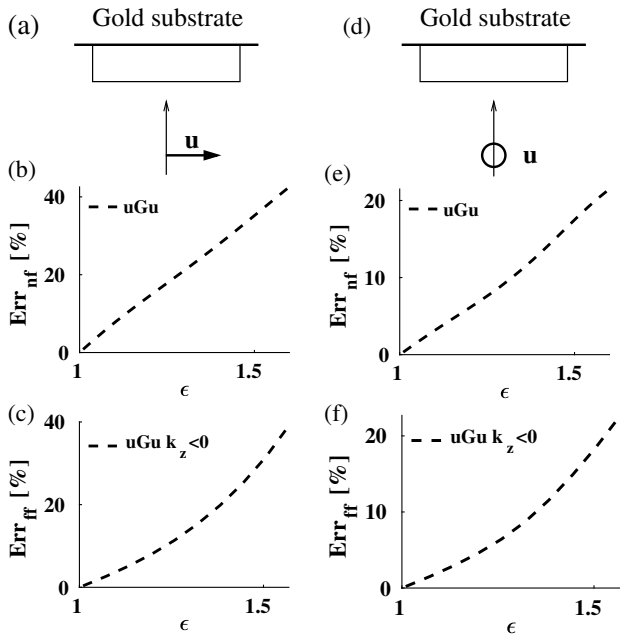 (a) Gold substrate
u
(b)
40
20
0
Err_nf [%]
uGu
1
1.5
ϵ
(c)
40
20
0
Err_ff [%]
uGu k_z<0
1
1.5
ϵ
(d) Gold substrate
u
(e)
20
10
0
Err_nf [%]
uGu
1
1.5
ϵ
(f)
20
10
0
Err_ff [%]
uGu k_z<0
1
1.5
ϵ